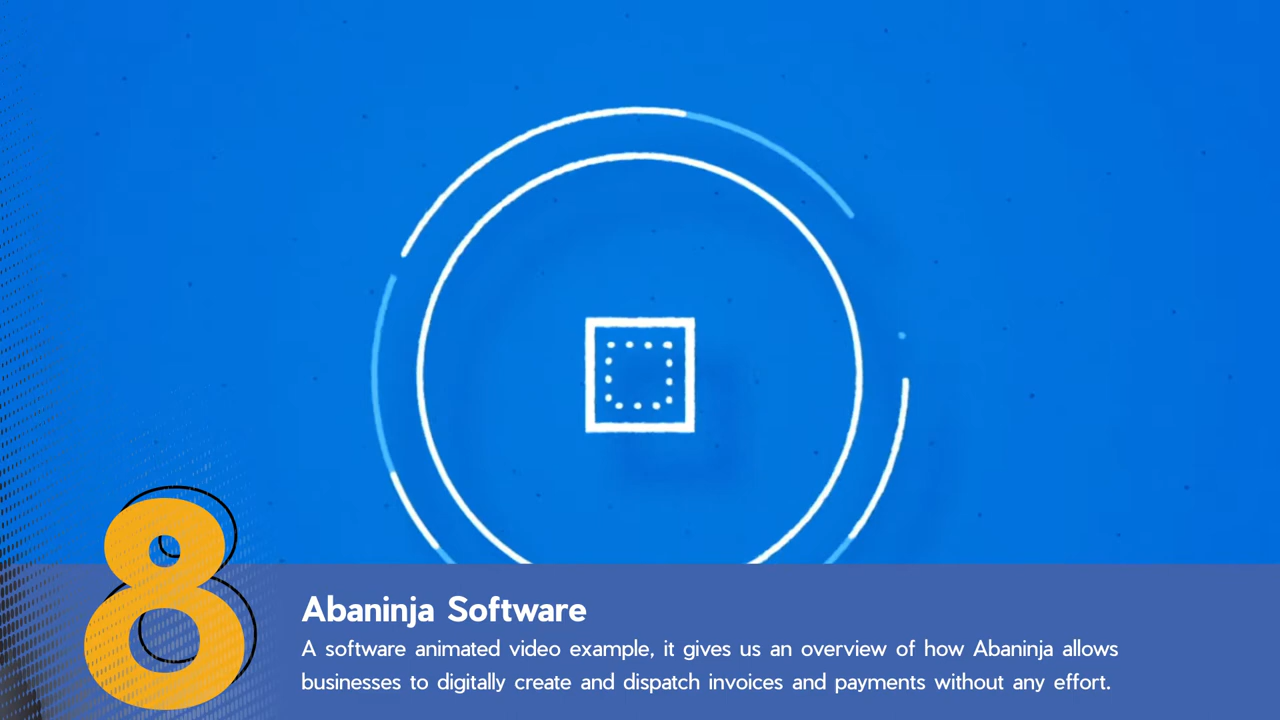 8
Abaninja Software
A software animated video example, it gives us an overview of how Abaninja allows
businesses to digitally create and dispatch invoices and payments without any effort.